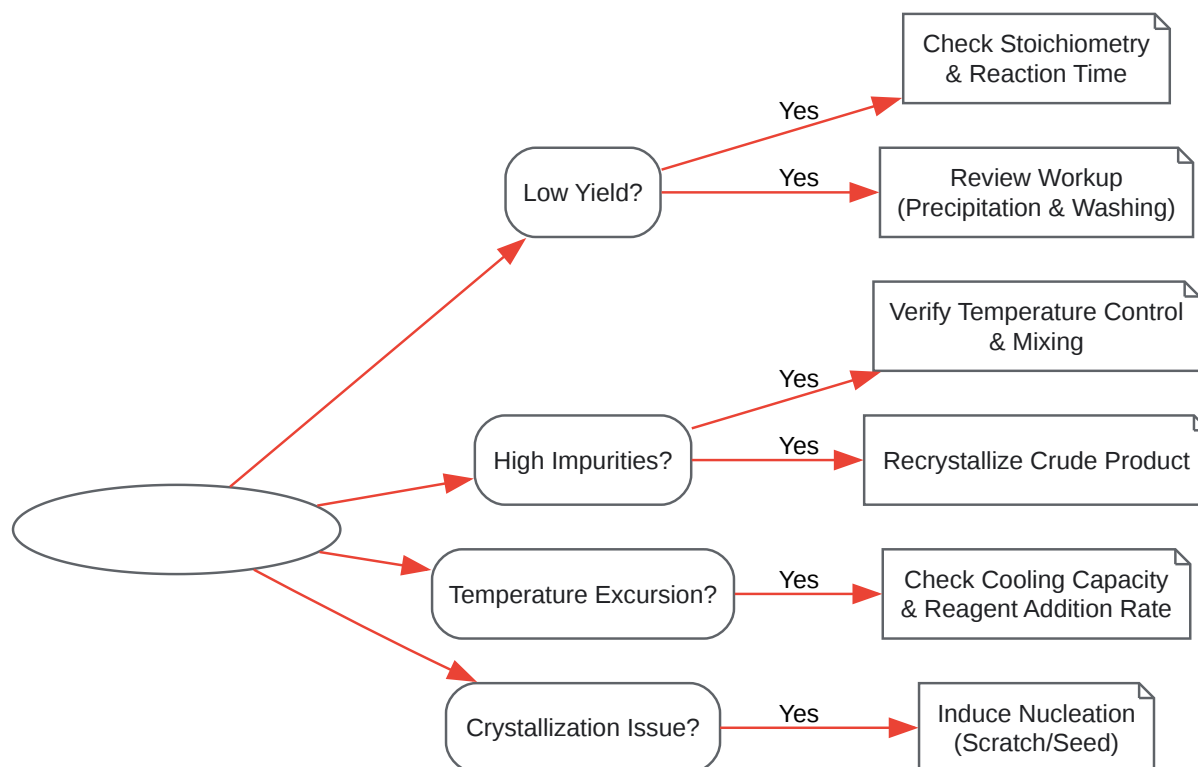 Check Stoichiometry
& Reaction Time
Yes
Low Yield?
Yes
Review Workup
(Precipitation & Washing)
Verify Temperature Control
& Mixing
Yes
High Impurities?
Yes
Recrystallize Crude Product
Temperature Excursion?
Yes
Check Cooling Capacity
& Reagent Addition Rate
Crystallization Issue?
Yes
Induce Nucleation
(Scratch/Seed)